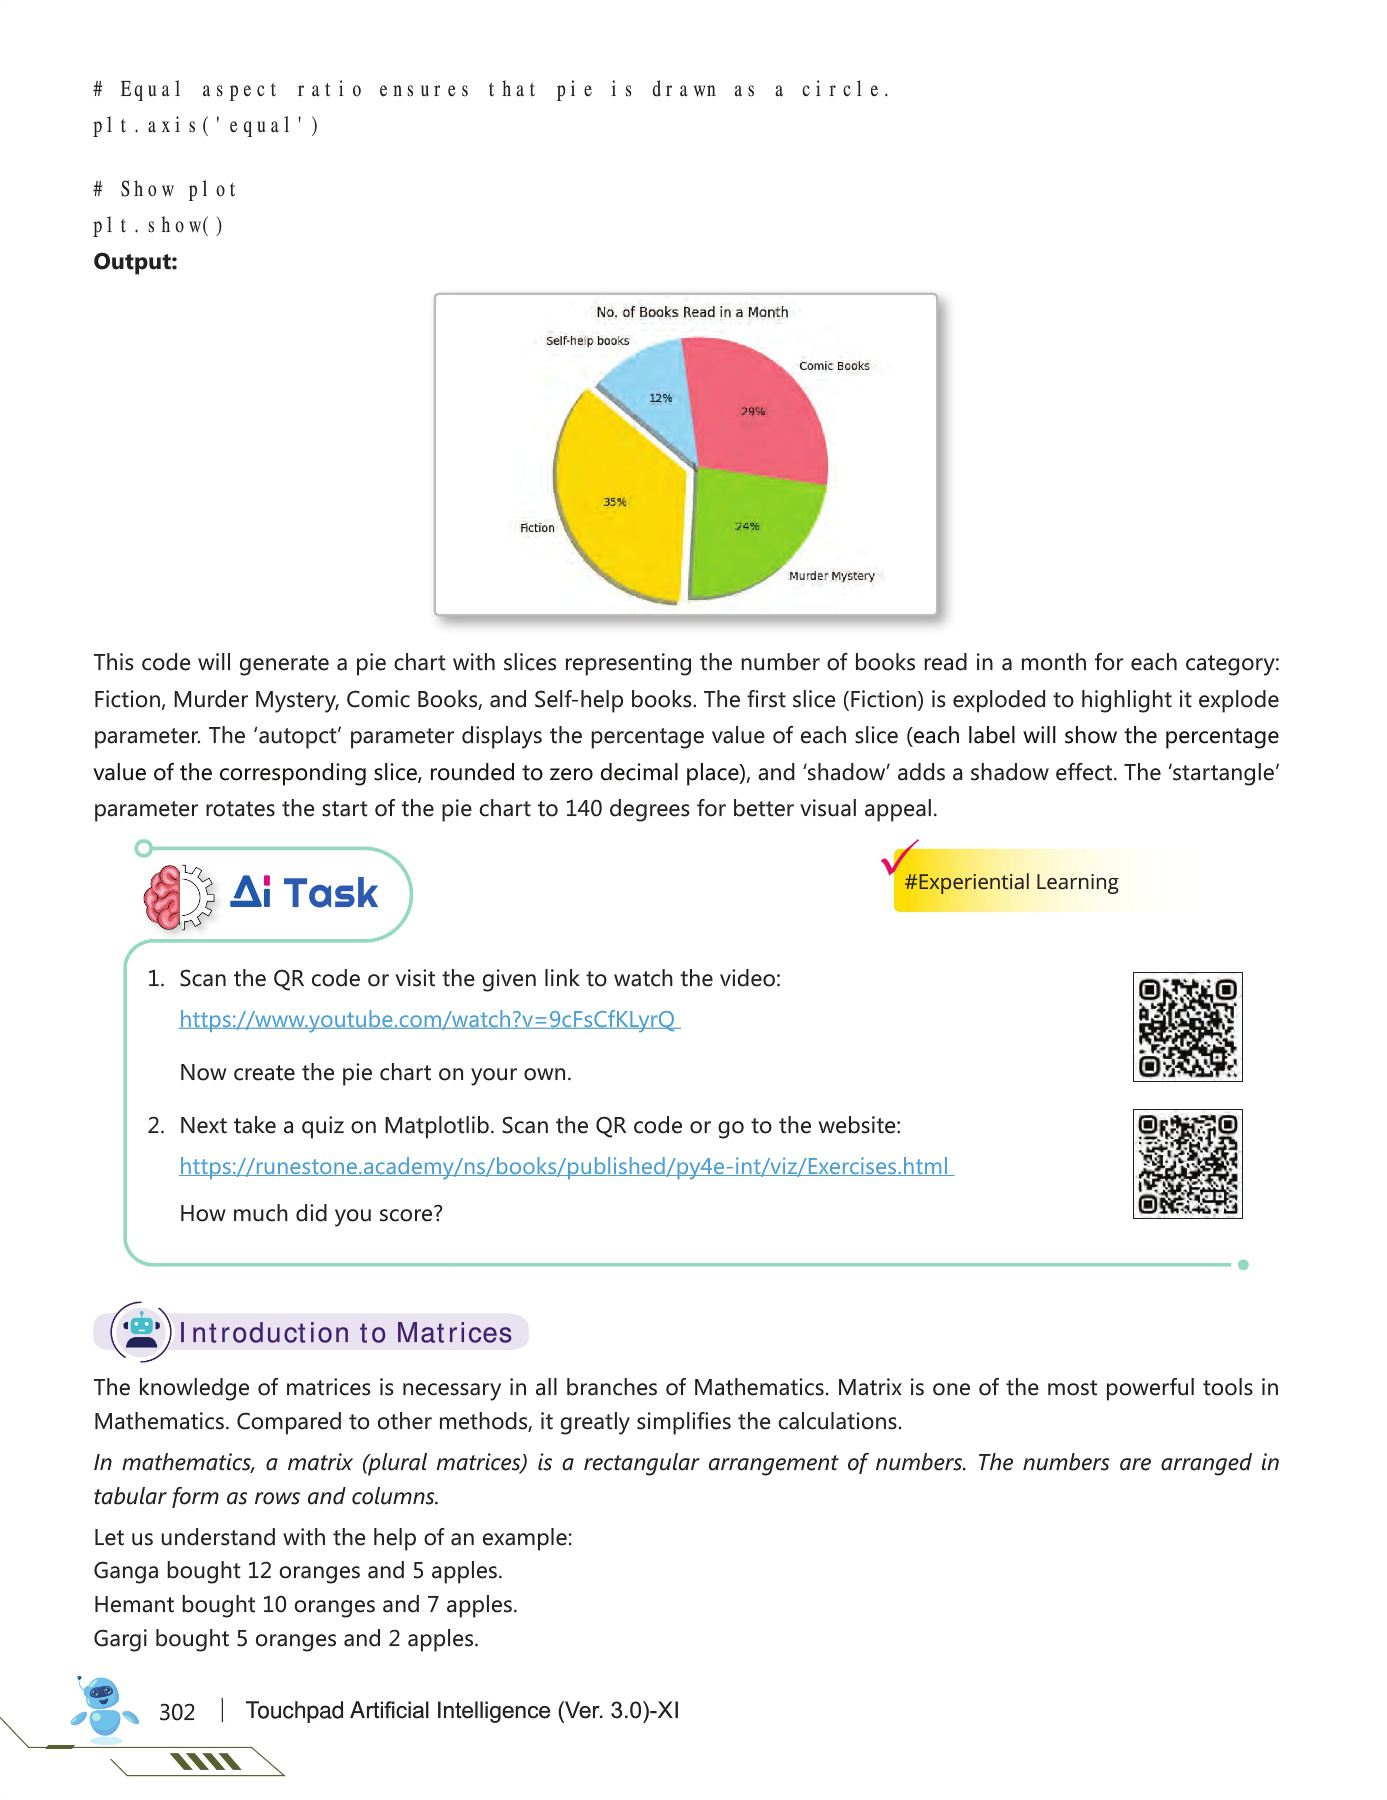 # Equal aspect ratio ensures that pie is drawn as a circle.
plt.axis('equal')
# Show plot
plt.show()
Output:
No. of Books Read in a Month
Self-help books
Comic Books
12%
29%
35%
24%
Fiction
Murder Mystery
This code will generate a pie chart with slices representing the number of books read in a month for each category:
Fiction, Murder Mystery, Comic Books, and Self-help books. The first slice (Fiction) is exploded to highlight it explode
parameter. The ‘autopct’ parameter displays the percentage value of each slice (each label will show the percentage
value of the corresponding slice, rounded to zero decimal place), and ‘shadow’ adds a shadow effect. The ‘startangle’
parameter rotates the start of the pie chart to 140 degrees for better visual appeal.
Ai Task
#Experiential Learning
1. Scan the QR code or visit the given link to watch the video:
https://www.youtube.com/watch?v=9cFsCfKLyrQ
Now create the pie chart on your own.
2. Next take a quiz on Matplotlib. Scan the QR code or go to the website:
https://runestone.academy/ns/books/published/py4e-int/viz/Exercises.html
How much did you score?
Introduction to Matrices
The knowledge of matrices is necessary in all branches of Mathematics. Matrix is one of the most powerful tools in
Mathematics. Compared to other methods, it greatly simplifies the calculations.
In mathematics, a matrix (plural matrices) is a rectangular arrangement of numbers. The numbers are arranged in
tabular form as rows and columns.
Let us understand with the help of an example:
Ganga bought 12 oranges and 5 apples.
Hemant bought 10 oranges and 7 apples.
Gargi bought 5 oranges and 2 apples.
302 | Touchpad Artificial Intelligence (Ver. 3.0)-XI